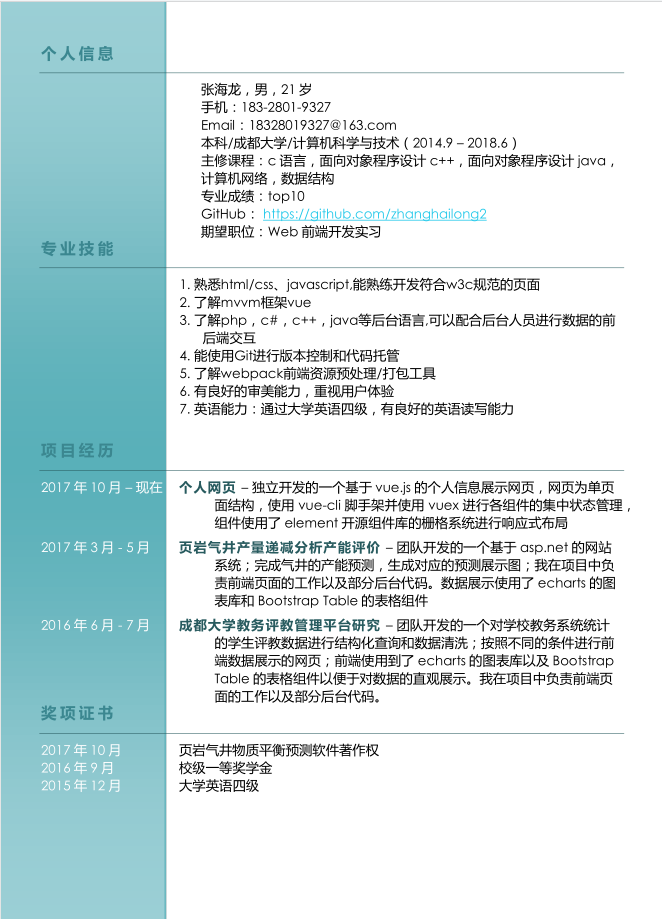 个人信息
张海龙，男，21 岁
手机：183-2801-9327
Email：18328019327@163.com
本科/成都大学/计算机科学与技术（2014.9 – 2018.6）
主修课程：c 语言，面向对象程序设计 c++，面向对象程序设计 java，
计算机网络，数据结构
专业成绩：top10
GitHub： https://github.com/zhanghailong2
期望职位：Web 前端开发实习
专业技能
1. 熟悉html/css、javascript,能熟练开发符合w3c规范的页面
2. 了解mvvm框架vue
3. 了解php，c#，c++，java等后台语言,可以配合后台人员进行数据的前
后端交互
4. 能使用Git进行版本控制和代码托管
5. 了解webpack前端资源预处理/打包工具
6. 有良好的审美能力，重视用户体验
7. 英语能力：通过大学英语四级，有良好的英语读写能力
项目经历
2017 年 10 月 – 现在 个人网页 – 独立开发的一个基于 vue.js 的个人信息展示网页，网页为单页
面结构，使用 vue-cli 脚手架并使用 vuex 进行各组件的集中状态管理，
组件使用了 element 开源组件库的栅格系统进行响应式布局
2017 年 3 月 - 5 月 页岩气井产量递减分析产能评价 – 团队开发的一个基于 asp.net 的网站
系统；完成气井的产能预测，生成对应的预测展示图；我在项目中负
责前端页面的工作以及部分后台代码。数据展示使用了 echarts 的图
表库和 Bootstrap Table 的表格组件
2016 年 6 月 - 7 月 成都大学教务评教管理平台研究 – 团队开发的一个对学校教务系统统计
的学生评教数据进行结构化查询和数据清洗；按照不同的条件进行前
端数据展示的网页；前端使用到了 echarts 的图表库以及 Bootstrap
Table 的表格组件以便于对数据的直观展示。我在项目中负责前端页
面的工作以及部分后台代码。
奖项证书
2017 年 10 月 页岩气井物质平衡预测软件著作权
2016 年 9 月 校级一等奖学金
2015 年 12 月 大学英语四级